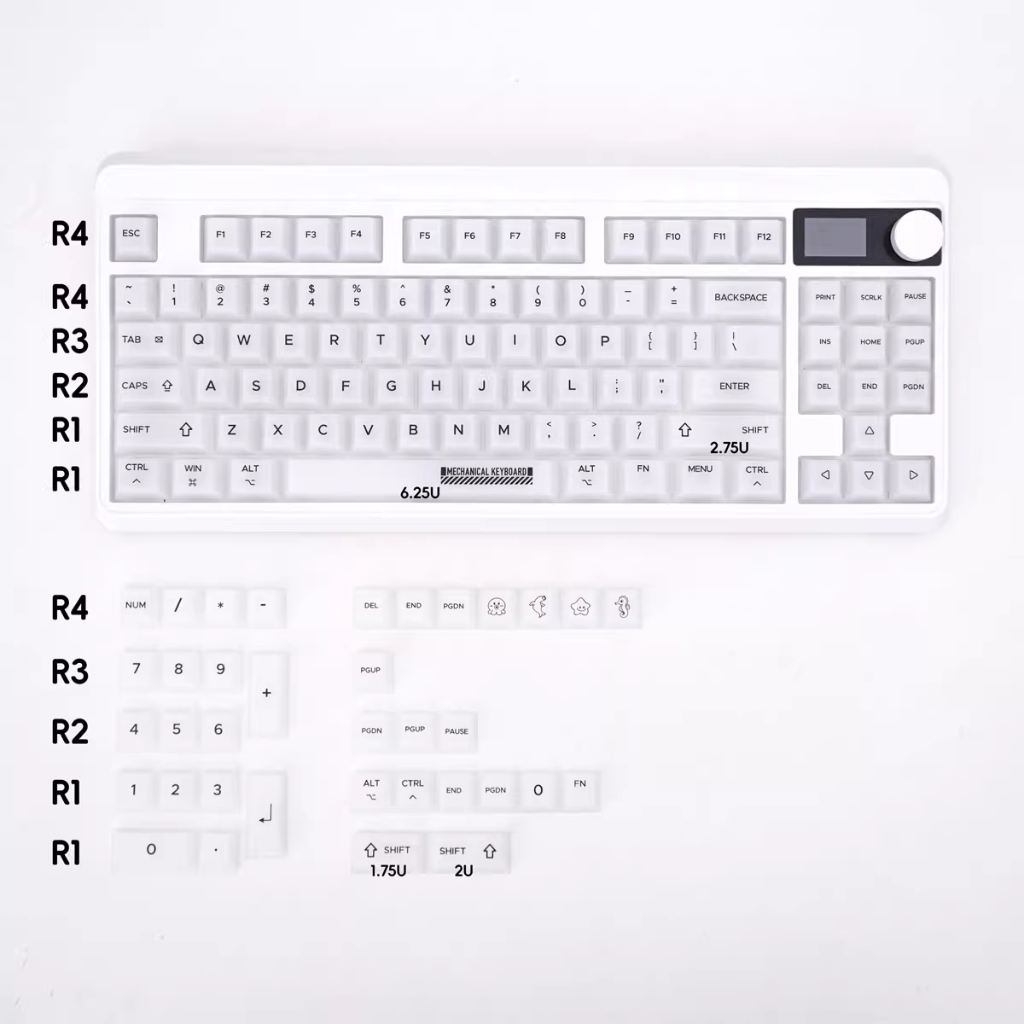 R4 ESC F1 F2 F3 F4 F5 F6 F7 F8 F9 F10 F11 F12
R4 ~ ` ! 1 @ 2 # 3 $ 4 % 5 ^ 6 & 7 * 8 ( 9 ) 0 _ - + = BACKSPACE PRINT SCRLK PAUSE
R3 TAB Q W E R T Y U I O P { [ } ] | \ INS HOME PGUP
R2 CAPS A S D F G H J K L : ; " , ENTER DEL END PGDN
R1 SHIFT Z X C V B N M < , > . ? / SHIFT
2.75U
R1 CTRL WIN ⌘ ALT ⌥ MECHANICAL KEYBOARD ALT ⌥ FN MENU CTRL
6.25U
R4 NUM / * - DEL END PGDN
R3 7 8 9 + PGUP
R2 4 5 6 PGDN PGUP PAUSE
R1 1 2 3 ALT ⌥ CTRL END PGDN 0 FN
R1 0 . SHIFT SHIFT
1.75U 2U